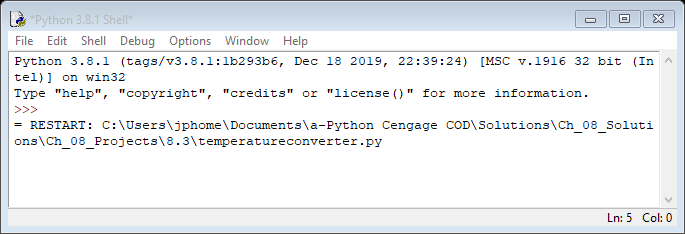 *Python 3.8.1 Shell*
File Edit Shell Debug Options Window Help
Python 3.8.1 (tags/v3.8.1:1b293b6, Dec 18 2019, 22:39:24) [MSC v.1916 32 bit (In
tel)] on win32
Type "help", "copyright", "credits" or "license()" for more information.
>>>
= RESTART: C:\Users\jphome\Documents\a-Python Cengage COD\Solutions\Ch_08_Soluti
ons\Ch_08_Projects\8.3\temperatureconverter.py
Ln: 5 Col: 0